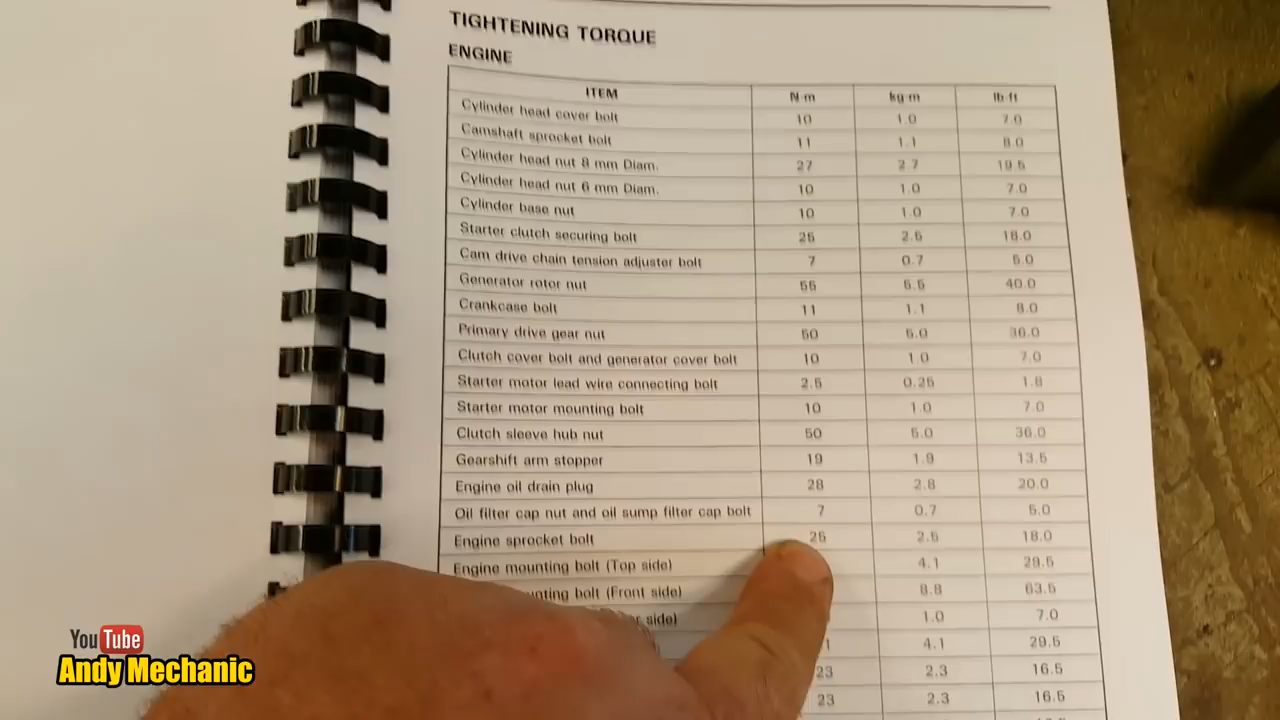 TIGHTENING TORQUE
ENGINE
ITEM N·m kg·m lb·ft
Cylinder head cover bolt 10 1.0 7.0
Camshaft sprocket bolt 11 1.1 8.0
Cylinder head nut 8 mm Diam. 27 2.7 19.5
Cylinder head nut 6 mm Diam. 10 1.0 7.0
Cylinder base nut 10 1.0 7.0
Starter clutch securing bolt 25 2.5 18.0
Cam drive chain tension adjuster bolt 7 0.7 5.0
Generator rotor nut 55 5.5 40.0
Crankcase bolt 11 1.1 8.0
Primary drive gear nut 50 5.0 36.0
Clutch cover bolt and generator cover bolt 10 1.0 7.0
Starter motor lead wire connecting bolt 2.5 0.25 1.8
Starter motor mounting bolt 10 1.0 7.0
Clutch sleeve hub nut 50 5.0 36.0
Gearshift arm stopper 19 1.9 13.5
Engine oil drain plug 28 2.8 20.0
Oil filter cap nut and oil sump filter cap bolt 7 0.7 5.0
Engine sprocket bolt 25 2.5 18.0
Engine mounting bolt (Top side) 4.1 29.5
bolt (Front side) 8.8 63.5
side) 1.0 7.0
4.1 29.5
23 2.3 16.5
23 2.3 16.5
YouTube
Andy Mechanic